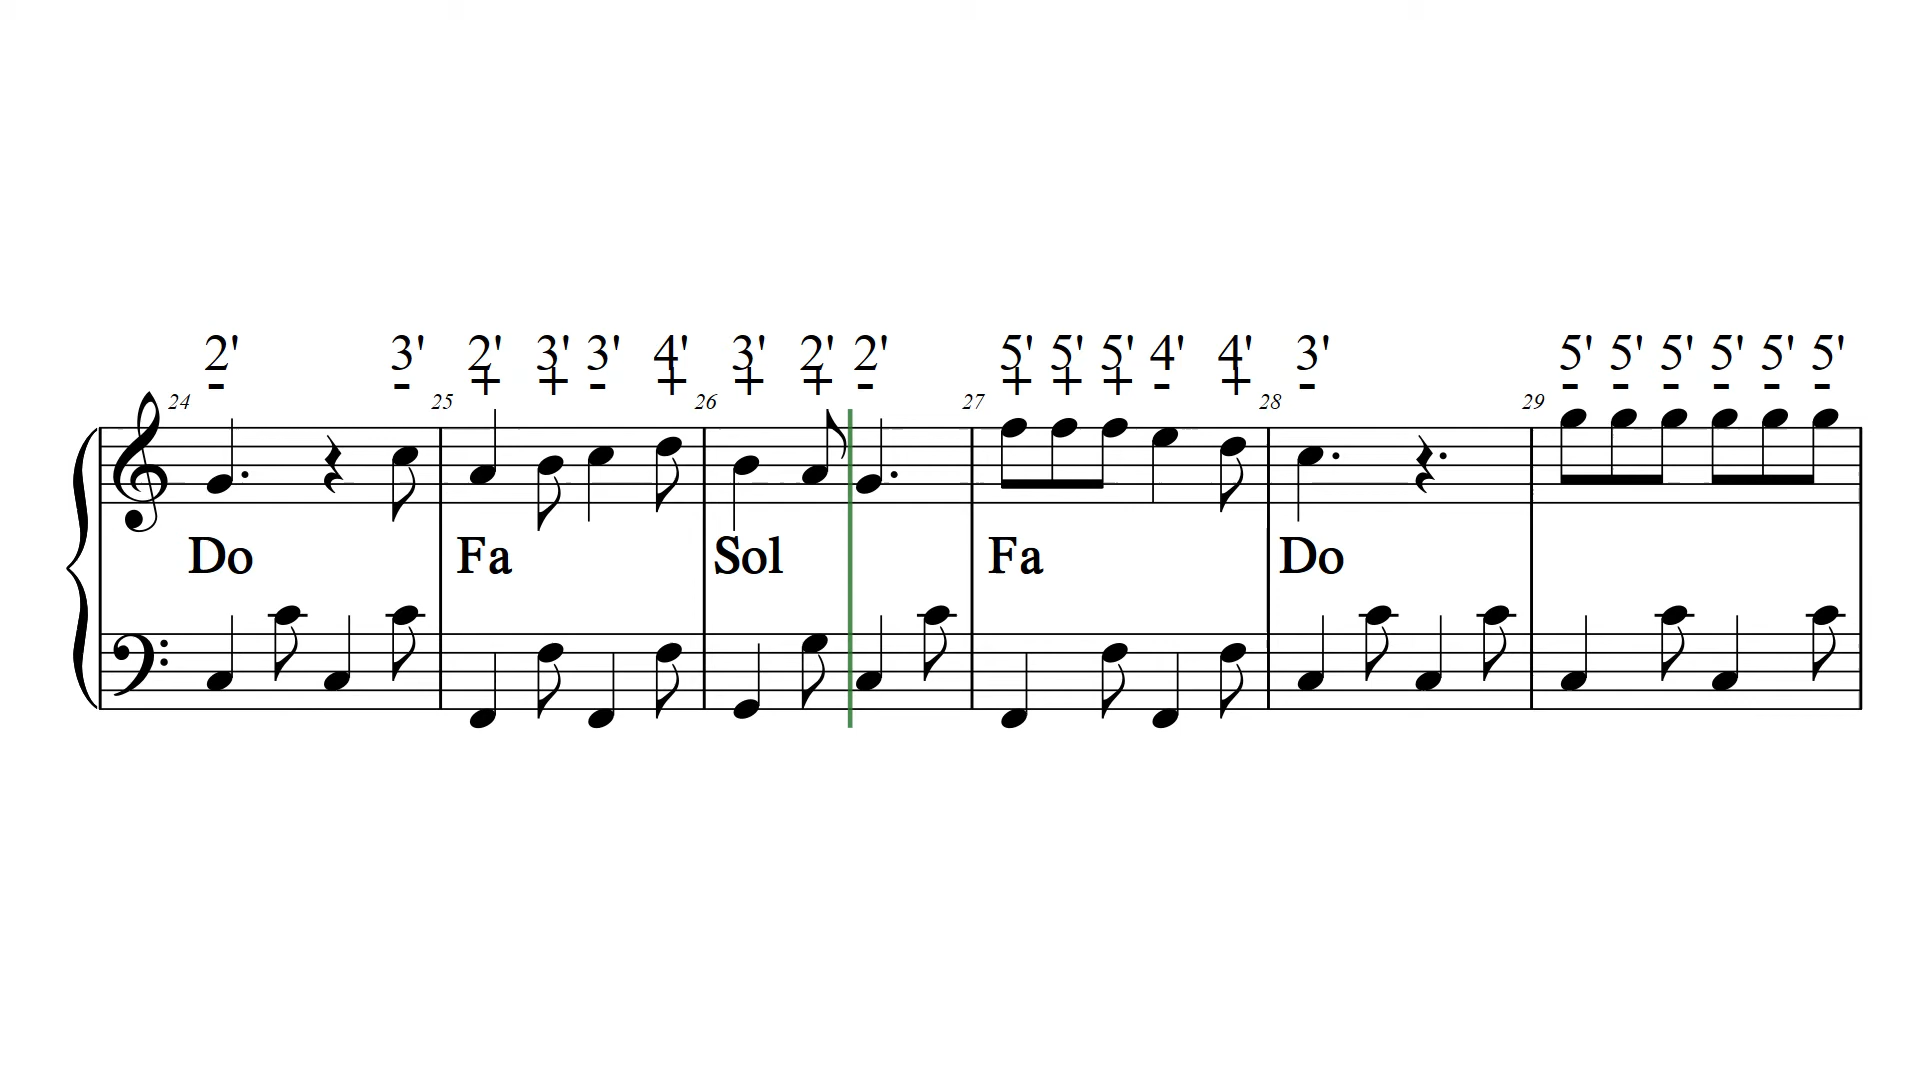 2' 3' 2' 3' 3' 4' 3' 2' 2' 5' 5' 5' 4' 4' 3' 5' 5' 5' 5' 5' 5'
- - + + - + + + - + + + - + - - - - - - -
24 25 26 27 28 29
Do Fa Sol Fa Do